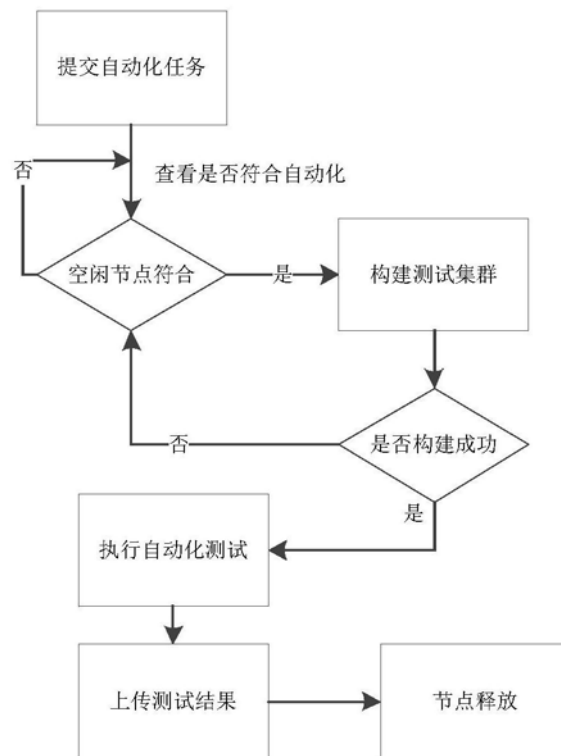 提交自动化任务
否
查看是否符合自动化
空闲节点符合
是
构建测试集群
否
是否构建成功
是
执行自动化测试
上传测试结果
节点释放